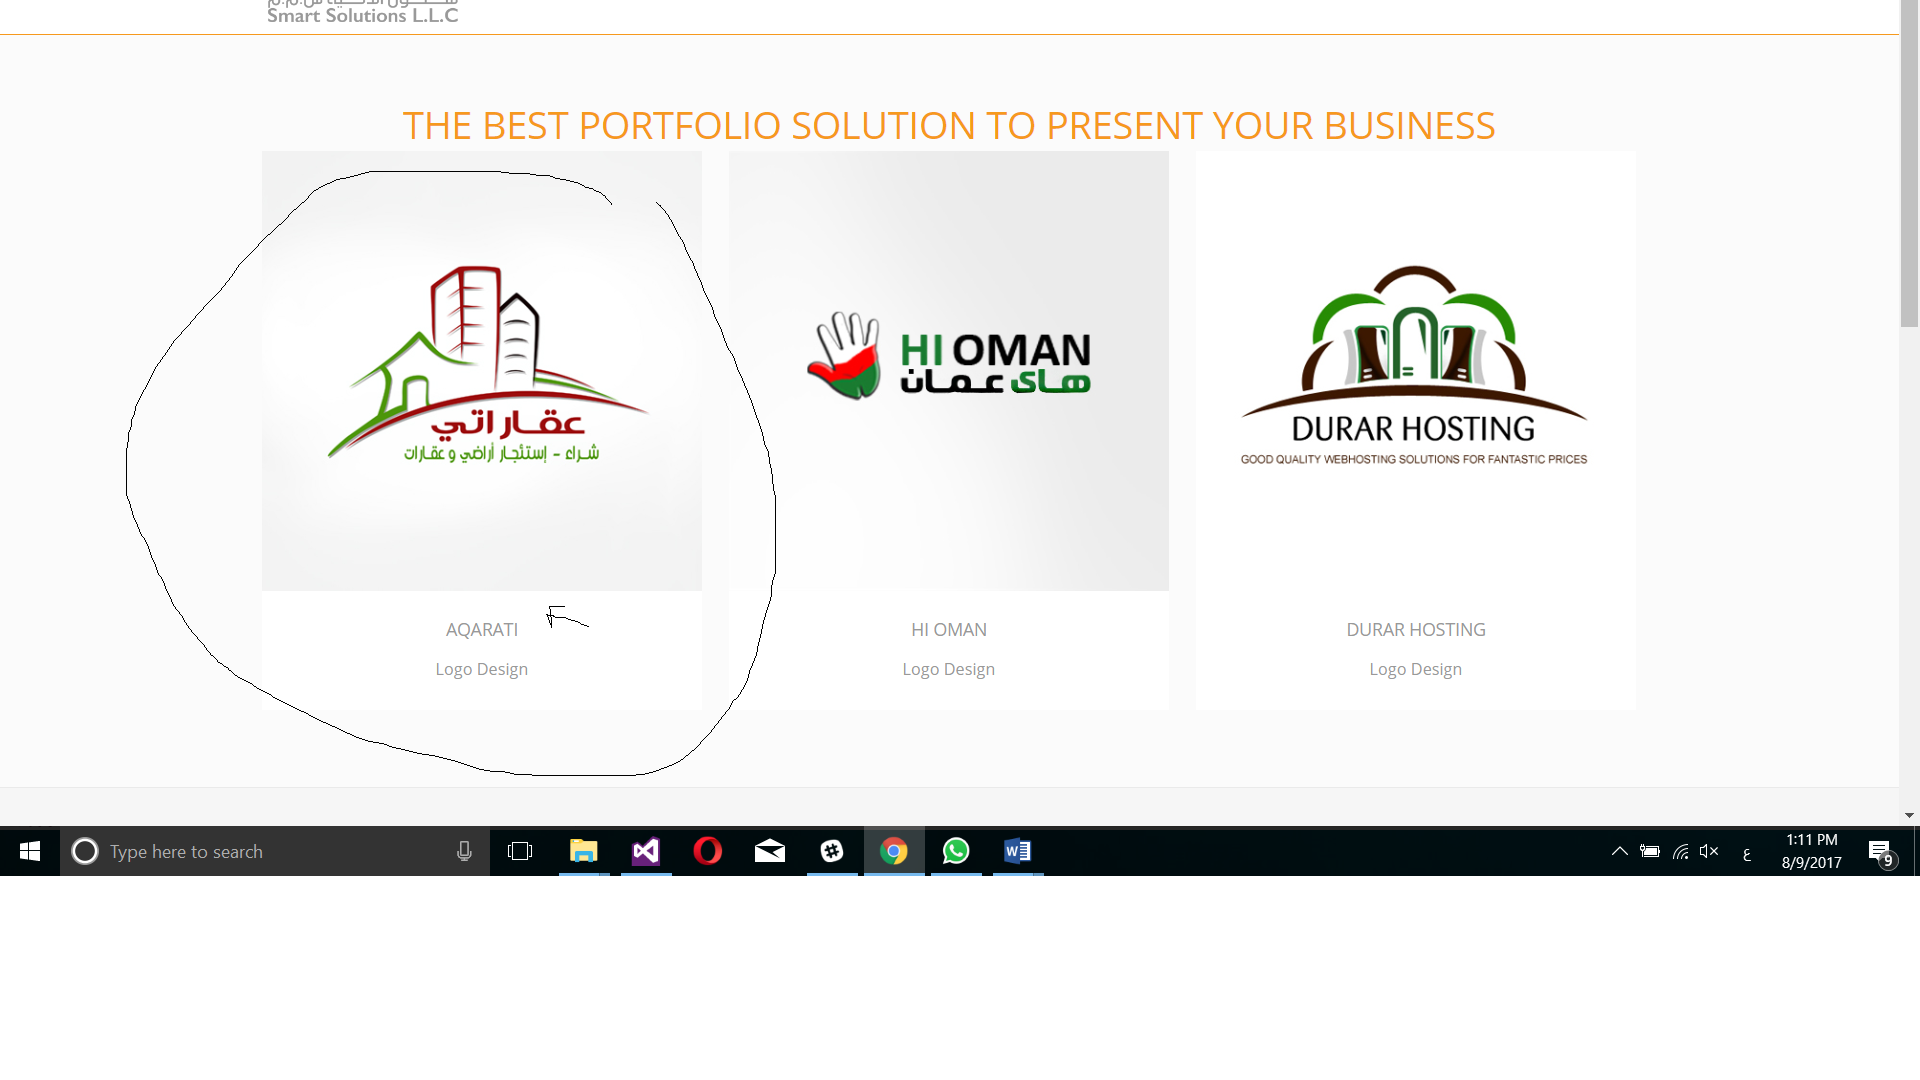 Smart Solutions L.L.C
THE BEST PORTFOLIO SOLUTION TO PRESENT YOUR BUSINESS
عقاراتي
شراء - إستئجار أراضي و عقارات
AQARATI
Logo Design
HI OMAN
هاي عمان
HI OMAN
Logo Design
DURAR HOSTING
GOOD QUALITY WEBHOSTING SOLUTIONS FOR FANTASTIC PRICES
DURAR HOSTING
Logo Design
Type here to search
ع
1:11 PM
8/9/2017
9